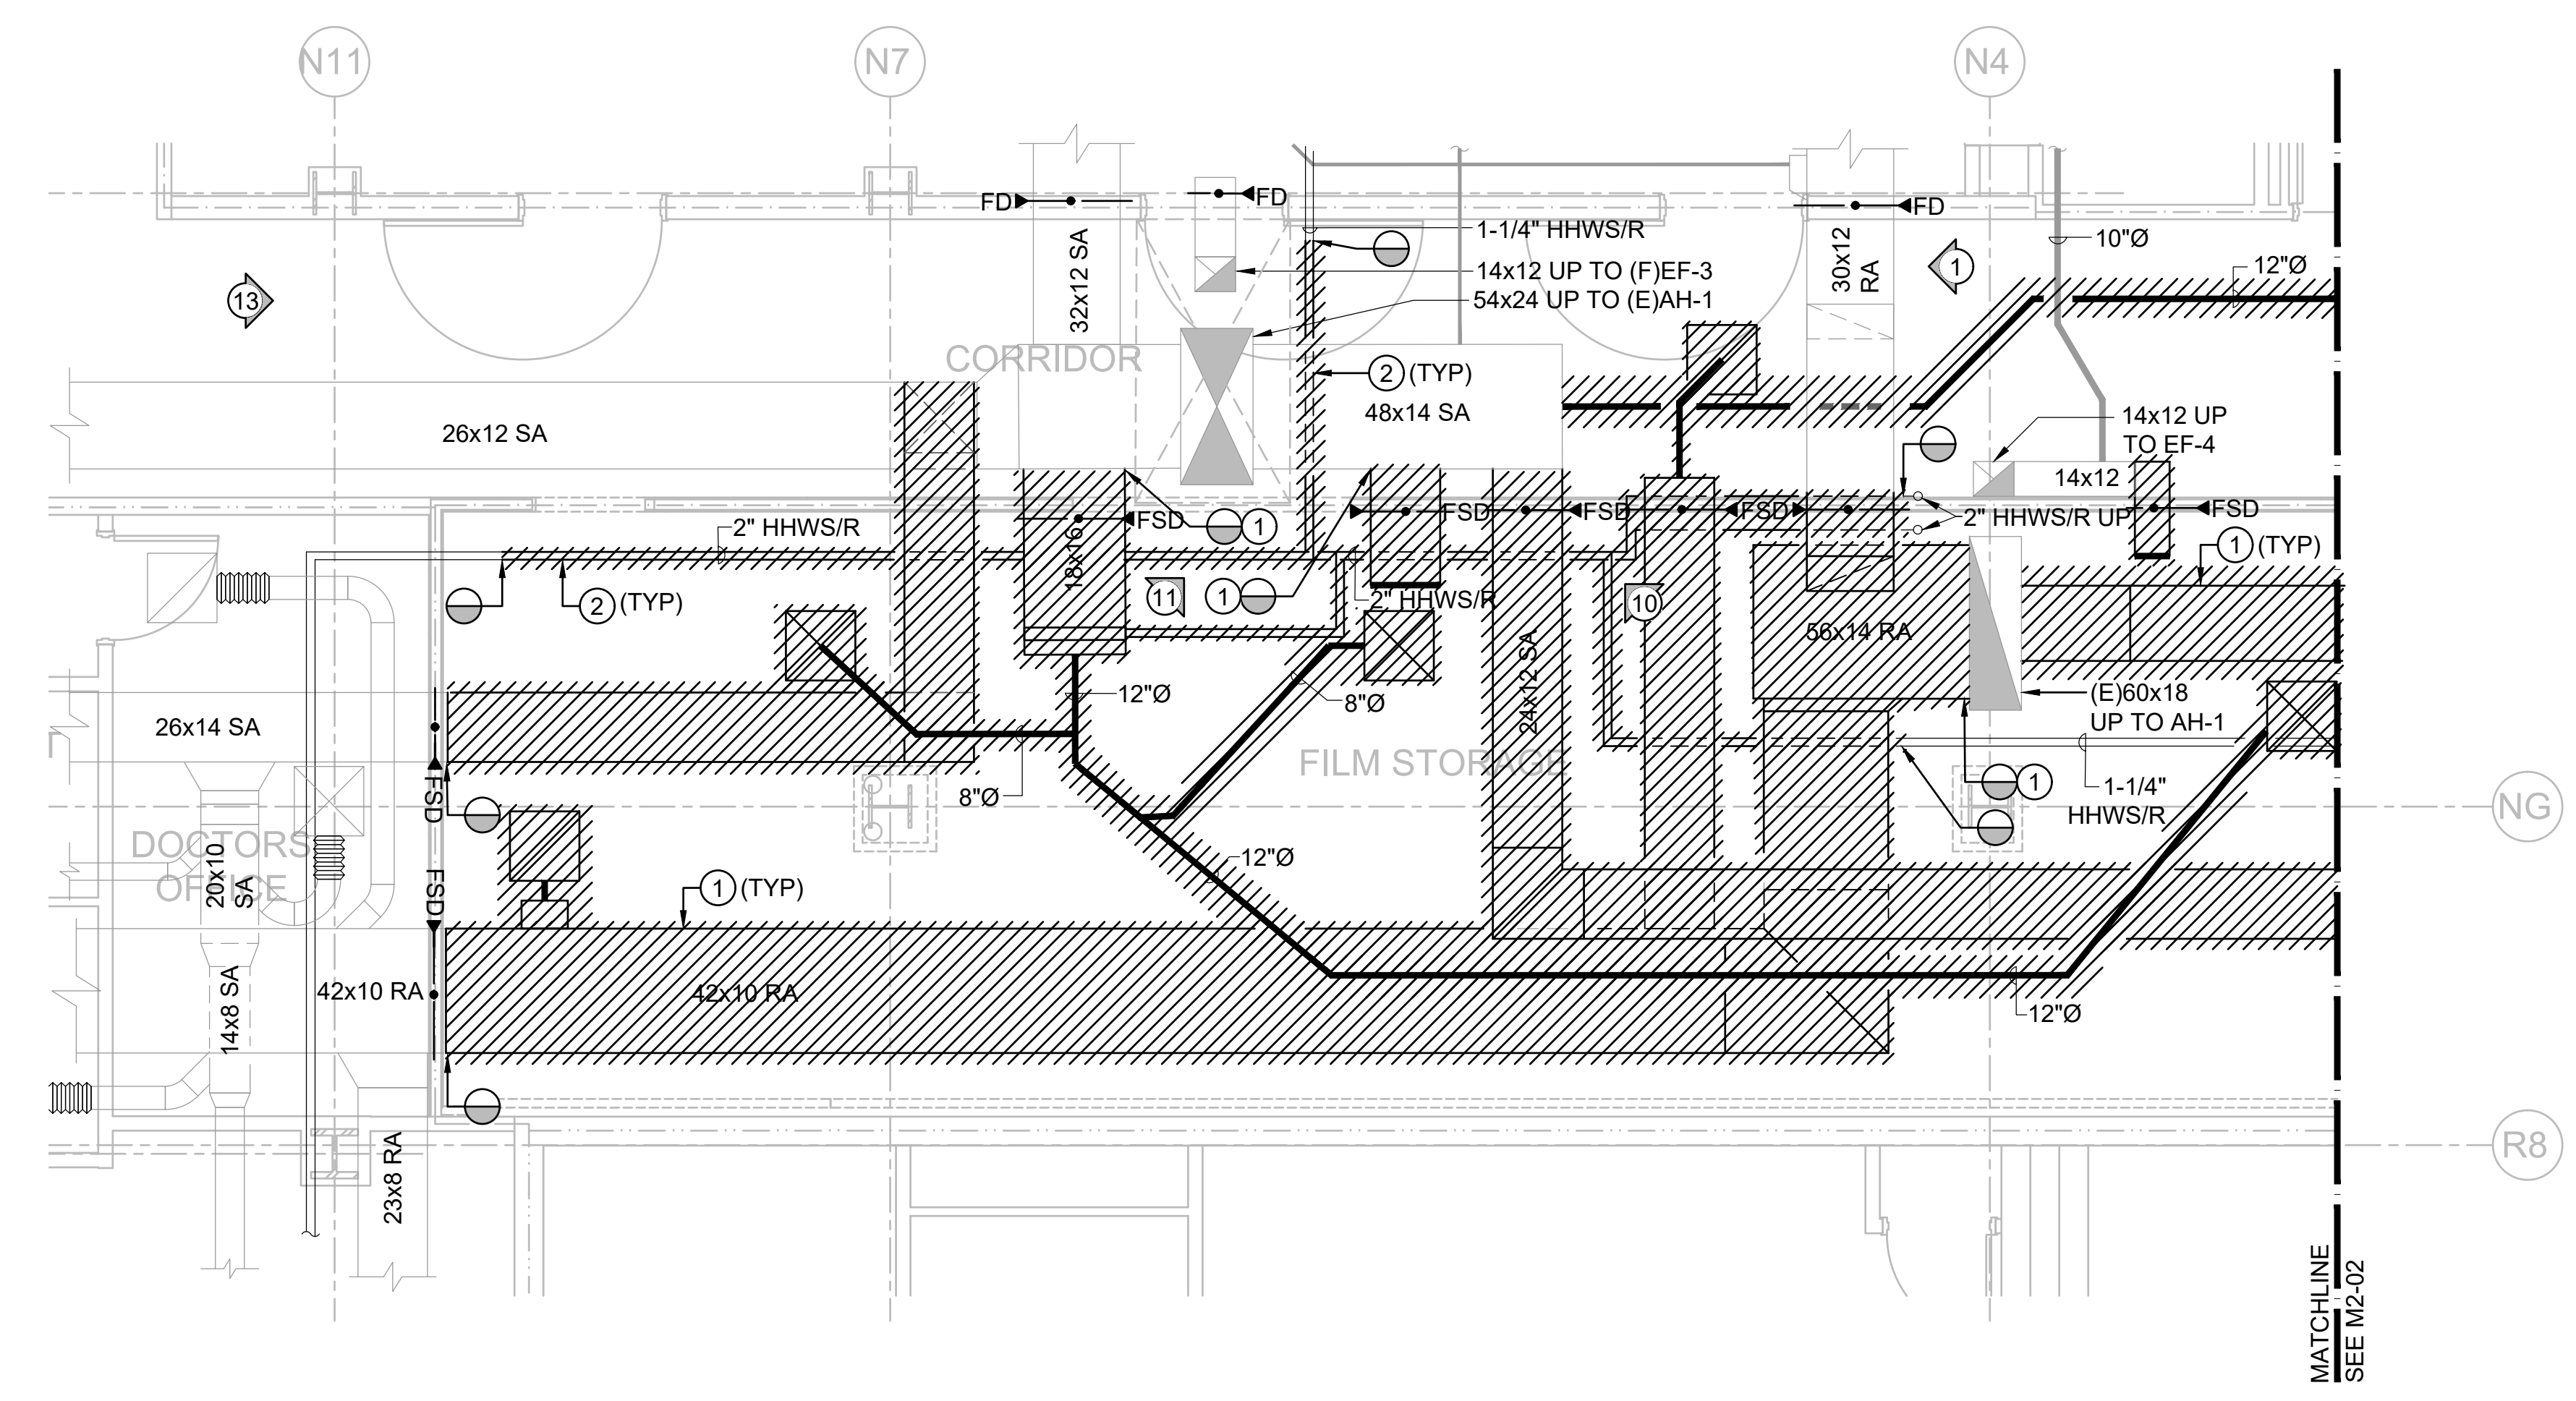 N11
N7
N4
FD
FD
FD
1-1/4" HHWS/R
10"Ø
12"Ø
14x12 UP TO (F)EF-3
54x24 UP TO (E)AH-1
32x12 SA
30x12
RA
1
13
CORRIDOR
2 (TYP)
48x14 SA
26x12 SA
14x12 UP
TO EF-4
14x12
FSD
FSD
FSD
FSD
FSD
2" HHWS/R UP
1
2" HHWS/R
1 (TYP)
18x16
2 (TYP)
11
1
2" HHWS/R
10
56x14 RA
24x12 SA
12"Ø
8"Ø
(E)60x18
UP TO AH-1
26x14 SA
FILM STORAGE
8"Ø
1
1-1/4"
HHWS/R
NG
FSD
DOCTORS
OFFICE
20x10
SA
FSD
1 (TYP)
12"Ø
42x10 RA
42x10 RA
14x8 SA
12"Ø
23x8 RA
R8
MATCHLINE
SEE M2-02